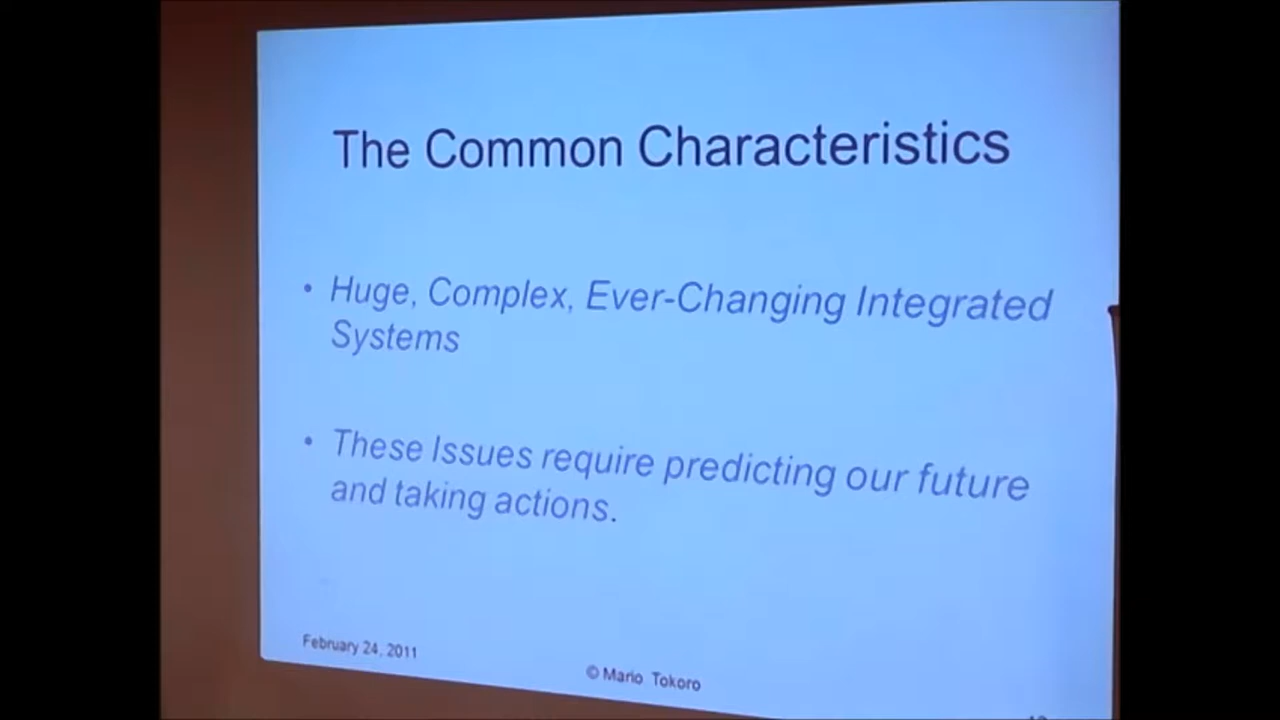 The Common Characteristics
• Huge, Complex, Ever-Changing Integrated
Systems
• These Issues require predicting our future
and taking actions.
February 24, 2011
© Mario Tokoro